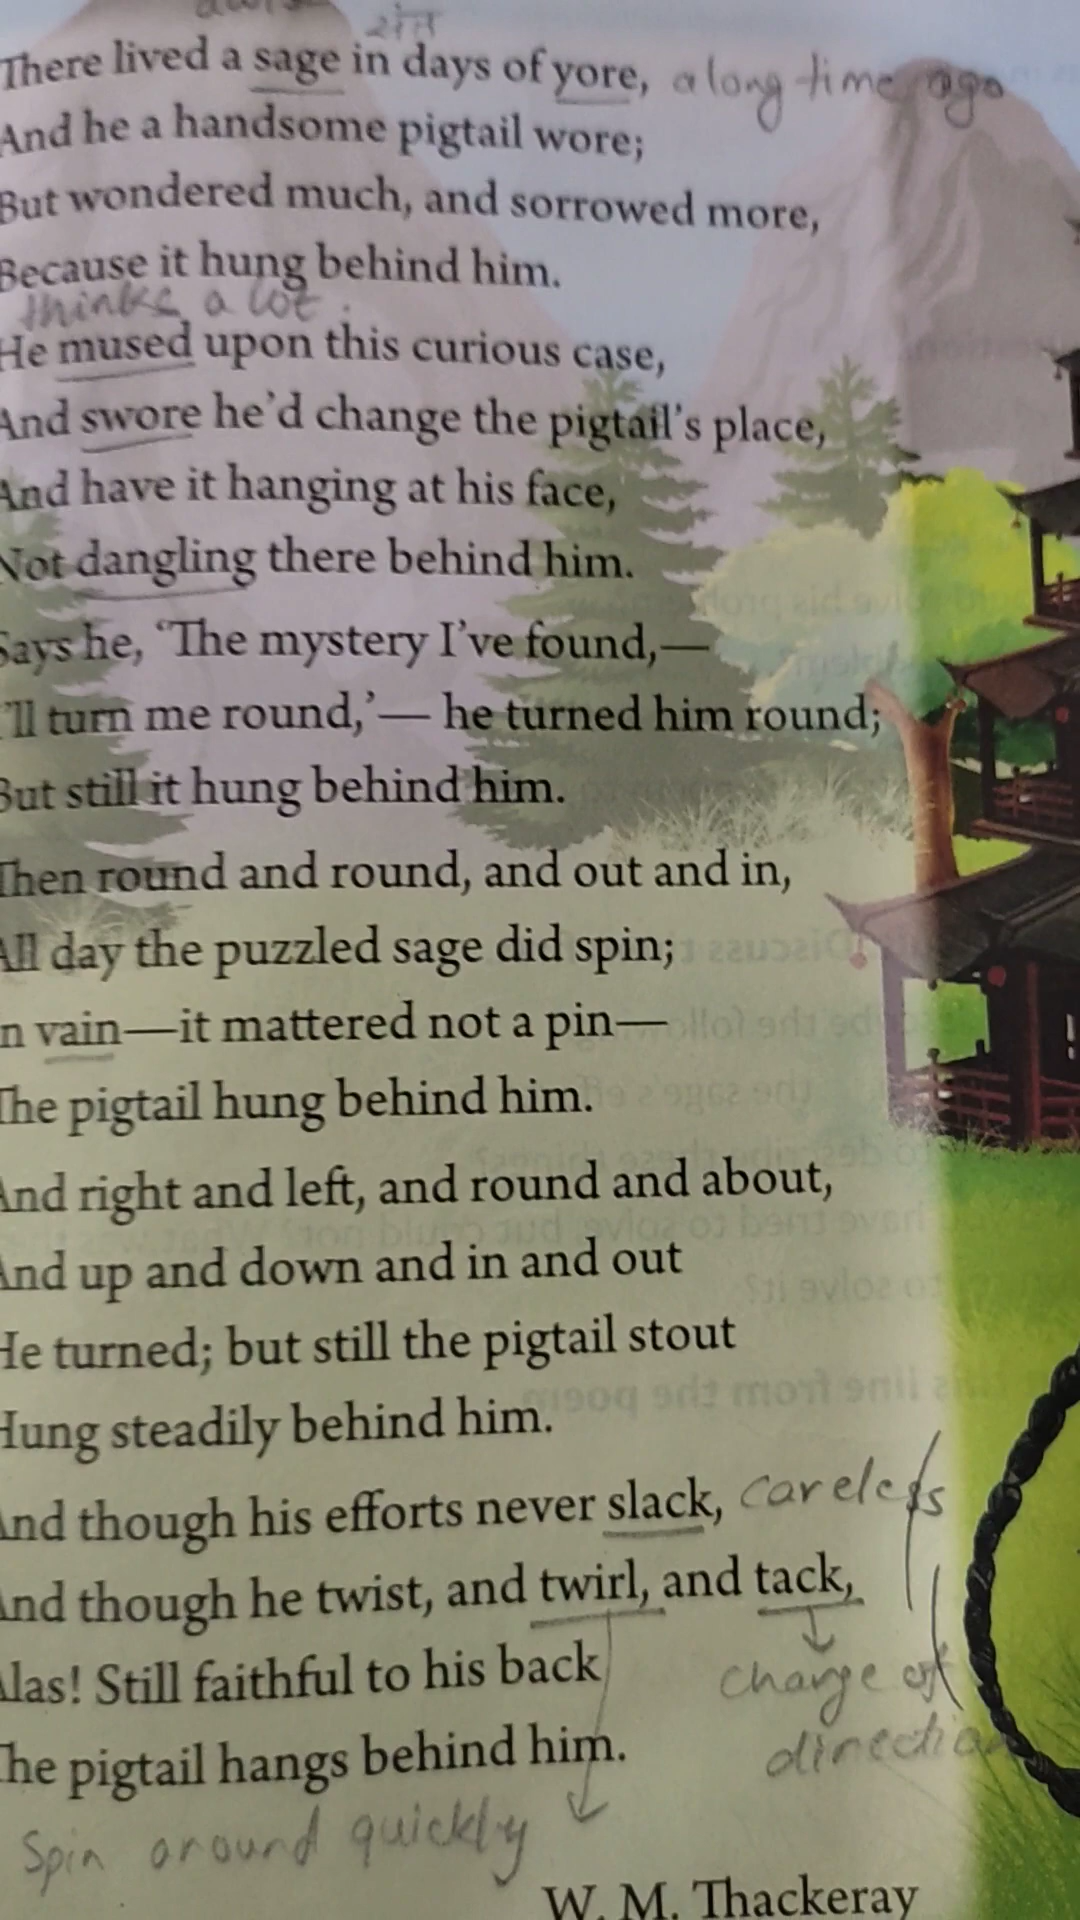 संत
There lived a sage in days of yore, a long time ago
And he a handsome pigtail wore;
But wondered much, and sorrowed more,
Because it hung behind him.
thinks a lot.
He mused upon this curious case,
And swore he'd change the pigtail's place,
And have it hanging at his face,
Not dangling there behind him.
Says he, ‘The mystery I've found,—
'll turn me round,’— he turned him round;
But still it hung behind him.
Then round and round, and out and in,
All day the puzzled sage did spin;
n vain—it mattered not a pin—
The pigtail hung behind him.
And right and left, and round and about,
And up and down and in and out
He turned; but still the pigtail stout
Hung steadily behind him.
And though his efforts never slack, careless
And though he twist, and twirl, and tack,
las! Still faithful to his back
change of
The pigtail hangs behind him.
direction
Spin around quickly
W. M. Thackeray